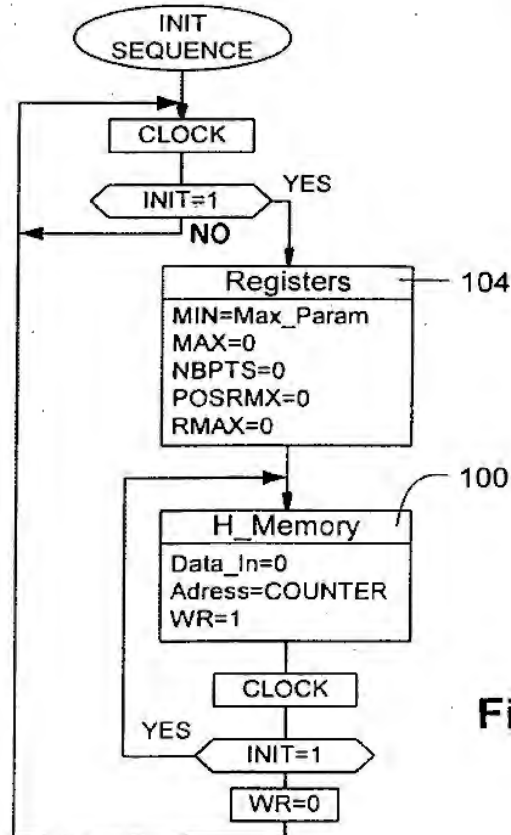 INIT
SEQUENCE
CLOCK
INIT=1
YES
NO
Registers
104
MIN=Max_Param
MAX=0
NBPTS=0
POSRMX=0
RMAX=0
100
H_Memory
Data_In=0
Adress=COUNTER
WR=1
CLOCK
YES
INIT=1
WR=0